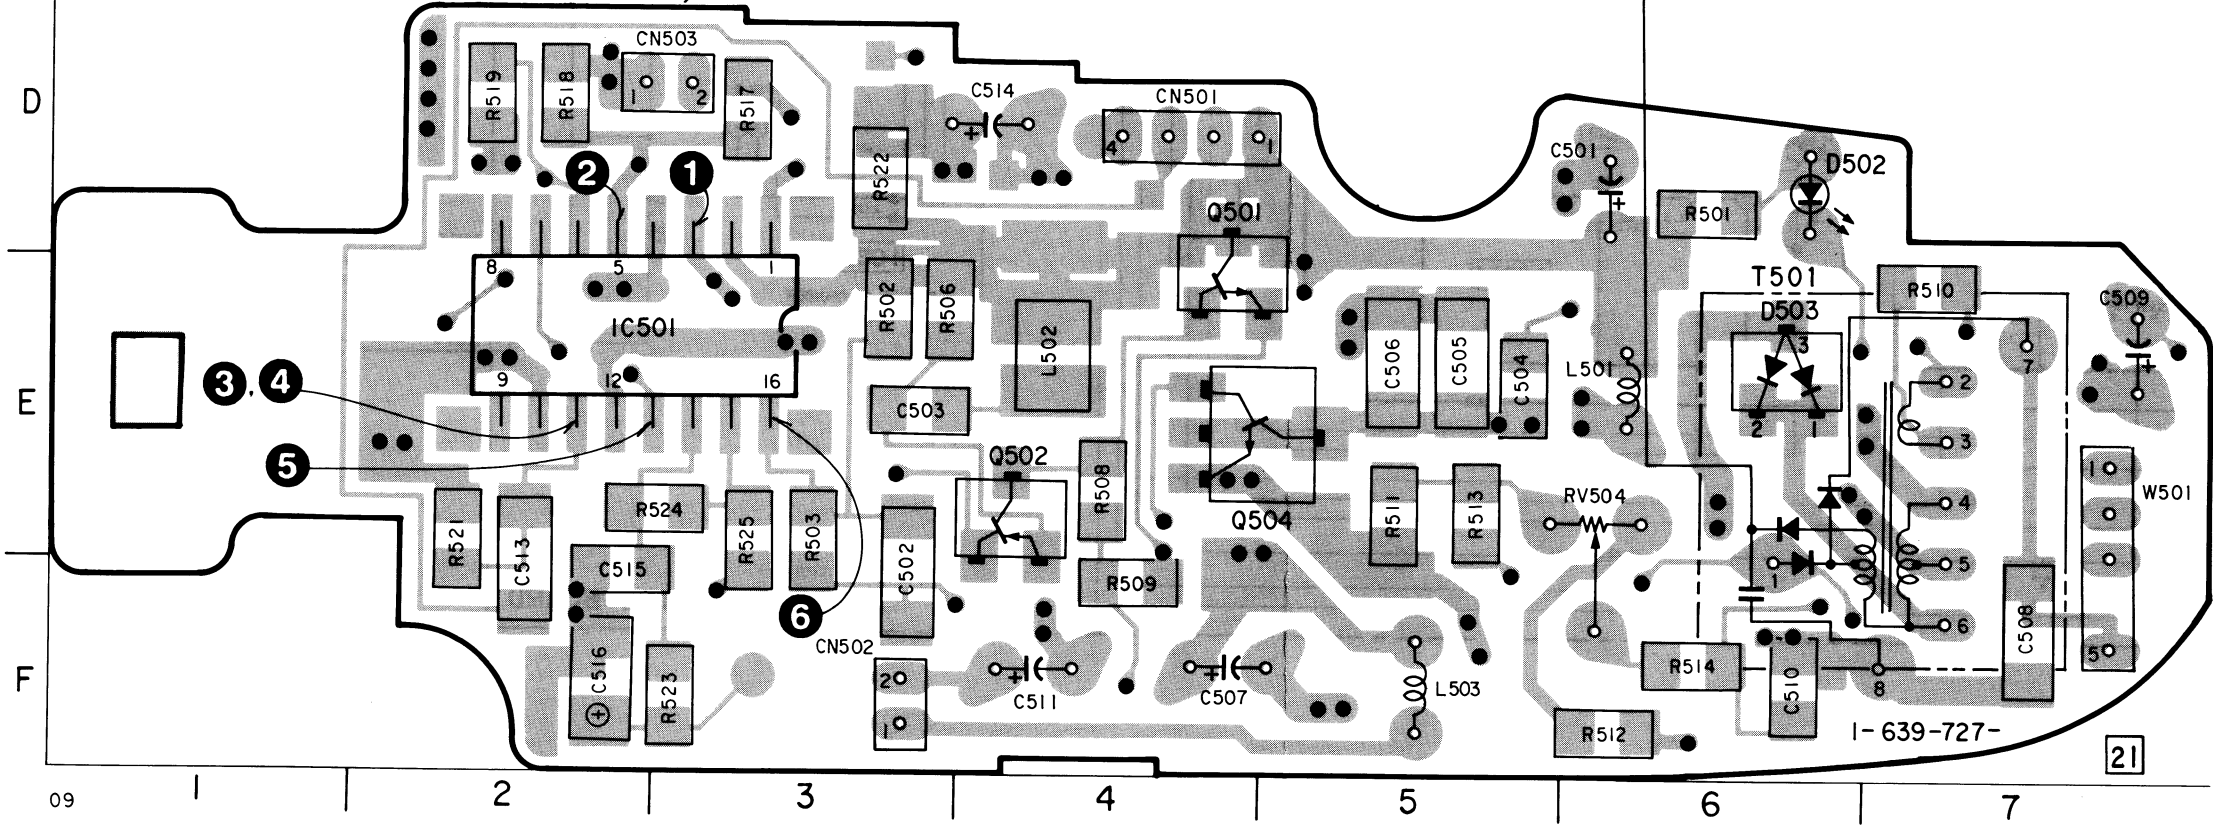 D
E
F
CN503
1
2
R519
R518
R517
C514
+
CN501
4
1
R522
C501
+
D502
R501
2
1
Q501
8
5
1
IC501
9
12
16
R502
R506
L502
T501
D503
3
2
1
R510
C509
+
C506
C505
C504
L501
7
2
3
4
5
6
3, 4
5
6
C503
Q502
R508
Q504
R511
R513
RV504
1
W501
5
R521
C513
R524
R525
R503
C502
C515
R509
1
C508
CN502
2
1
C516
+
R523
+
C511
+
C507
L503
R514
C510
8
R512
1-639-727-
21
09
1
2
3
4
5
6
7